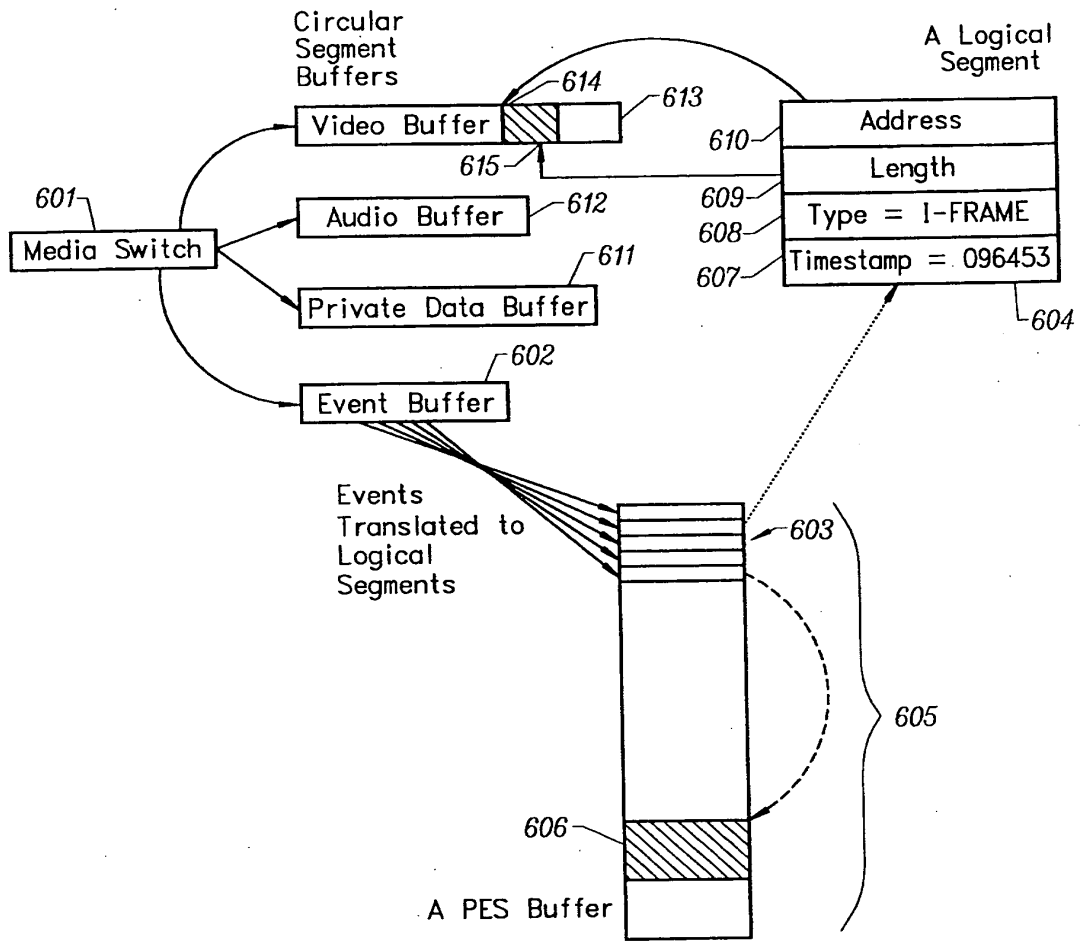 Circular
Segment
Buffers
A Logical
Segment
614
613
Video Buffer
615
610
Address
609
Length
608
Type = I-FRAME
607
Timestamp = 096453
604
601
Media Switch
Audio Buffer
612
611
Private Data Buffer
602
Event Buffer
Events
Translated to
Logical
Segments
603
605
606
A PES Buffer